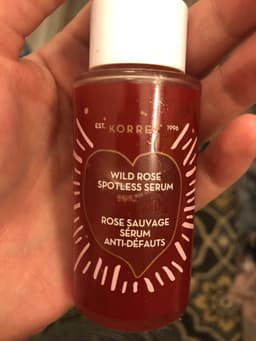 EST. KORRES 1996
WILD ROSE
SPOTLESS SERUM
ROSE SAUVAGE
SÉRUM
ANTI-DÉFAUTS